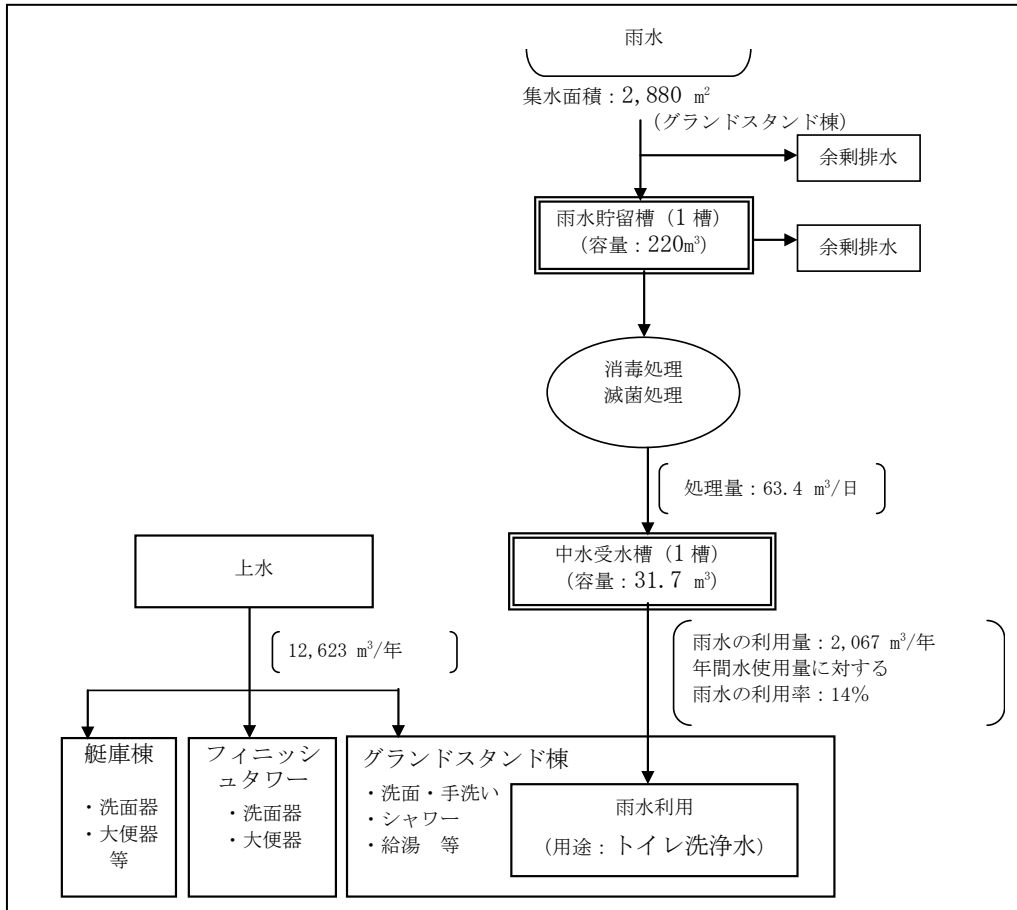 雨水
集水面積：2,880 m²
(グランドスタンド棟)
余剰排水
雨水貯留槽（1 槽）
（容量：220m³）
余剰排水
消毒処理
滅菌処理
処理量：63.4 m³/日
中水受水槽（1 槽）
（容量：31.7 m³）
上水
12,623 m³/年
雨水の利用量：2,067 m³/年
年間水使用量に対する
雨水の利用率：14%
艇庫棟
・洗面器
・大便器
等
フィニッシ
ュタワー
・洗面器
・大便器
グランドスタンド棟
・洗面・手洗い
・シャワー
・給湯　等
雨水利用
（用途：トイレ洗浄水）